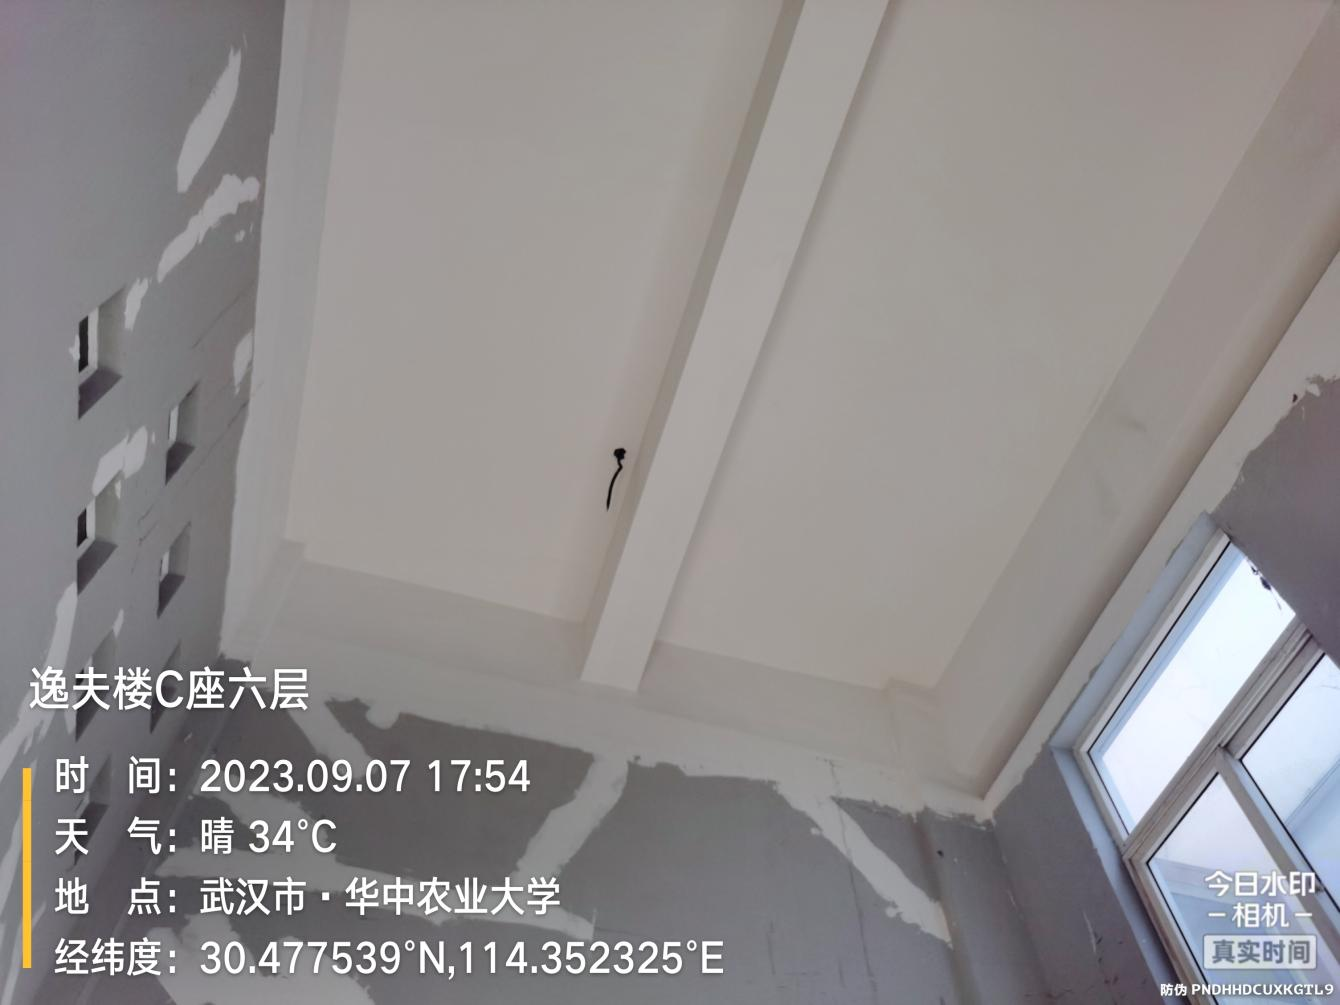 逸夫楼C座六层
时 间：2023.09.07 17:54
天 气：晴 34°C
地 点：武汉市·华中农业大学
经纬度：30.477539°N,114.352325°E
今日水印
-相机-
真实时间
防伪 PNDHHDCUXKGTL9